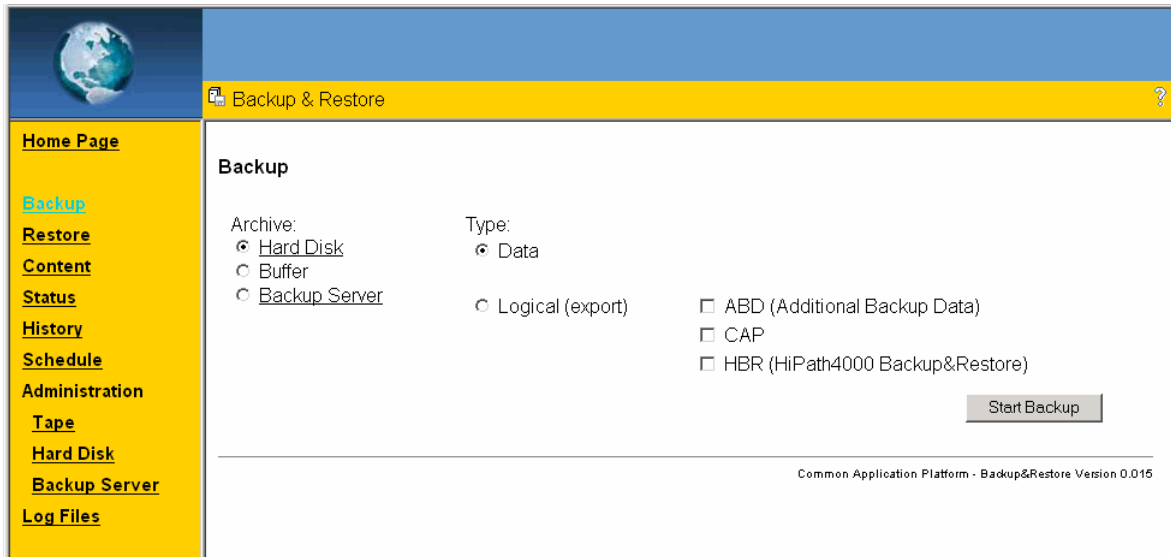 Backup & Restore
?
Home Page
Backup
Restore
Content
Status
History
Schedule
Administration
Tape
Hard Disk
Backup Server
Log Files
Backup
Archive:
Hard Disk
Buffer
Backup Server
Type:
Data
Logical (export)
ABD (Additional Backup Data)
CAP
HBR (HiPath4000 Backup&Restore)
Start Backup
Common Application Platform - Backup&Restore Version 0.015